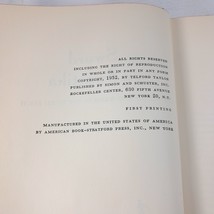 ALL RIGHTS RESERVED
INCLUDING THE RIGHT OF REPRODUCTION
IN WHOLE OR IN PART IN ANY FORM
COPYRIGHT, 1952, BY TELFORD TAYLOR
PUBLISHED BY SIMON AND SCHUSTER, INC.
ROCKEFELLER CENTER, 630 FIFTH AVENUE
NEW YORK 20, N.Y.
FIRST PRINTING
MANUFACTURED IN THE UNITED STATES OF AMERICA
BY AMERICAN BOOK-STRATFORD PRESS, INC., NEW YORK